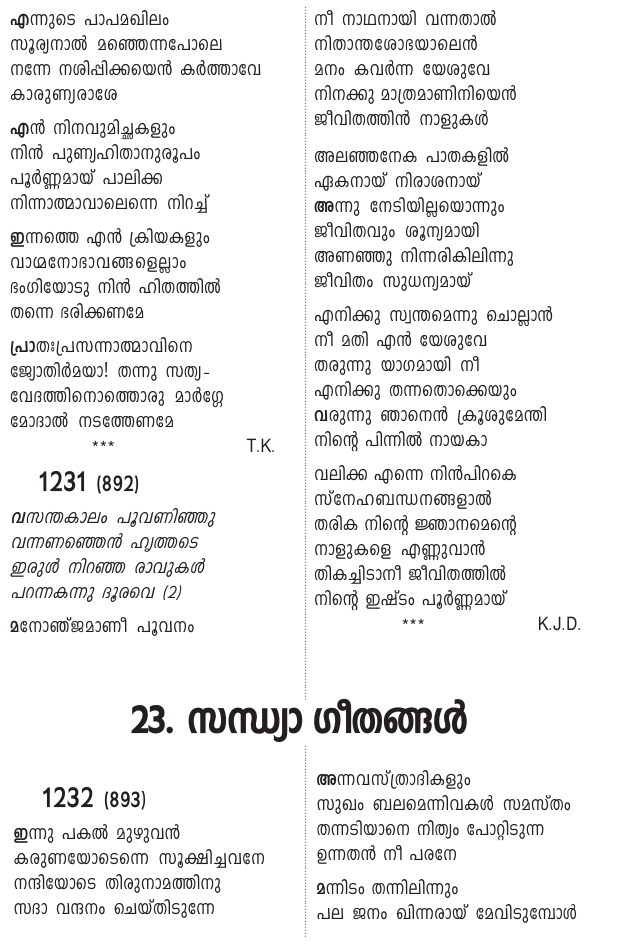 എന്നുടെ പാപമഖിലം
സൂര്യനാൽ മഞ്ഞെന്നപോലെ
നന്നേ നശിപ്പിക്കയെൻ കർത്താവേ
കാരുണ്യരാശേ
എൻ നിനവുമിച്ഛകളും
നിൻ പുണ്യഹിതാനുരൂപം
പൂർണ്ണമായ് പാലിക്ക
നിന്നാത്മാവാലെന്നെ നിറച്ച്
ഇന്നത്തെ എൻ ക്രിയകളും
വാങ്മനോഭാവങ്ങളെല്ലാം
ഭംഗിയോടു നിൻ ഹിതത്തിൽ
തന്നെ ഭരിക്കണമേ
പ്രാതഃപ്രസന്നാത്മാവിനെ
ജ്യോതിർമയാ! തന്നു സത്യ-
വേദത്തിനൊത്തൊരു മാർഗ്ഗേ
മോദാൽ നടത്തേണമേ
*** T.K.
1231 (892)
വസന്തകാലം പൂവണിഞ്ഞു
വന്നണഞ്ഞെൻ ഹൃത്തടെ
ഇരുൾ നിറഞ്ഞ രാവുകൾ
പറന്നകന്നു ദൂരവെ (2)
മനോഞ്ജമാണീ പൂവനം
നീ നാഥനായി വന്നതാൽ
നിതാന്തശോഭയാലെൻ
മനം കവർന്ന യേശുവേ
നിനക്കു മാത്രമാണിനിയെൻ
ജീവിതത്തിൻ നാളുകൾ
അലഞ്ഞനേക പാതകളിൽ
ഏകനായ് നിരാശനായ്
അന്നു നേടിയില്ലയൊന്നും
ജീവിതവും ശൂന്യമായി
അണഞ്ഞു നിന്നരികിലിന്നു
ജീവിതം സുധന്യമായ്
എനിക്കു സ്വന്തമെന്നു ചൊല്ലാൻ
നീ മതി എൻ യേശുവേ
തരുന്നു യാഗമായി നീ
എനിക്കു തന്നതൊക്കെയും
വരുന്നു ഞാനെൻ ക്രൂശുമേന്തി
നിന്റെ പിന്നിൽ നായകാ
വലിക്ക എന്നെ നിൻപിറകെ
സ്നേഹബന്ധനങ്ങളാൽ
തരിക നിന്റെ ജ്ഞാനമെന്റെ
നാളുകളെ എണ്ണുവാൻ
തികച്ചിടാനീ ജീവിതത്തിൽ
നിന്റെ ഇഷ്ടം പൂർണ്ണമായ്
*** K.J.D.
23. സന്ധ്യാ ഗീതങ്ങൾ
1232 (893)
ഇന്നു പകൽ മുഴുവൻ
കരുണയോടെന്നെ സൂക്ഷിച്ചവനേ
നന്ദിയോടെ തിരുനാമത്തിനു
സദാ വന്ദനം ചെയ്തിടുന്നേ
അന്നവസ്ത്രാദികളും
സുഖം ബലമെന്നിവകൾ സമസ്തം
തന്നടിയാനെ നിത്യം പോറ്റിടുന്ന
ഉന്നതൻ നീ പരനേ
മന്നിടം തന്നിലിന്നും
പല ജനം ഖിന്നരായ് മേവിടുമ്പോൾ